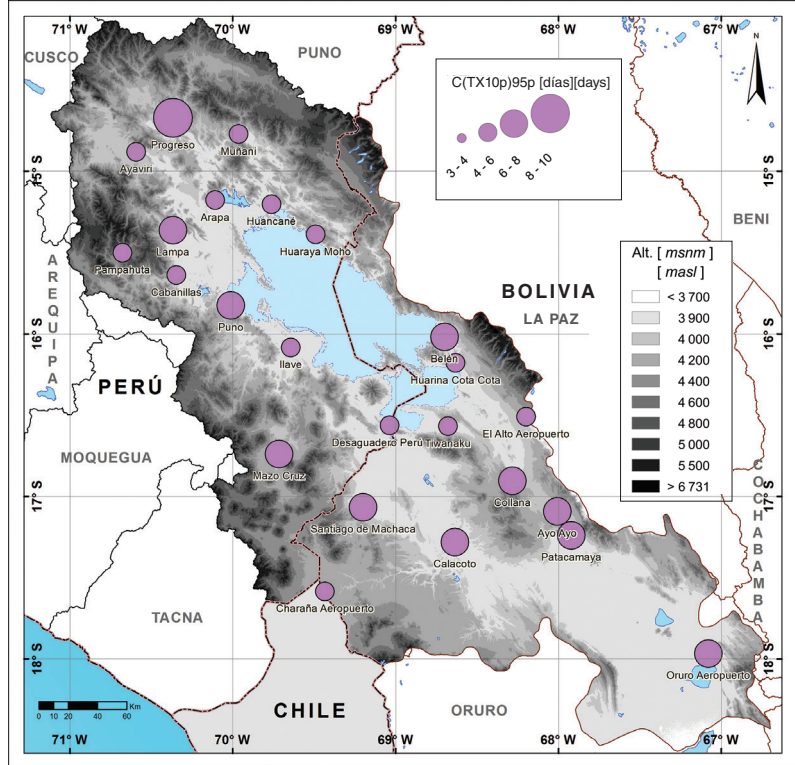 71° W
70° W
69° W
68° W
67° W
CUSCO
PUNO
N
C(TX10p)95p [días][days]
3 - 4
4 - 6
6 - 8
8 - 10
Progreso
Muñani
Ayaviri
15° S
15° S
Arapa
Huancané
BENI
Lampa
Huaraya Moho
Pampahuta
Cabanillas
AREQUIPA
Alt. [ msnm ]
[ masl ]
< 3 700
3 900
4 000
4 200
4 400
4 600
4 800
5 000
5 500
> 6 731
BOLIVIA
LA PAZ
Puno
16° S
16° S
Ilave
Belén
Huarina Cota Cota
PERÚ
El Alto Aeropuerto
Desaguadero Perú
Tiwanaku
MOQUEGUA
Mazo Cruz
COCHABAMBA
17° S
17° S
Collana
Santiago de Machaca
Ayo Ayo
Patacamaya
Calacoto
TACNA
Charaña Aeropuerto
18° S
18° S
Oruro Aeropuerto
0 10 20 40 60 Km
CHILE
ORURO
71° W
70° W
69° W
68° W
67° W